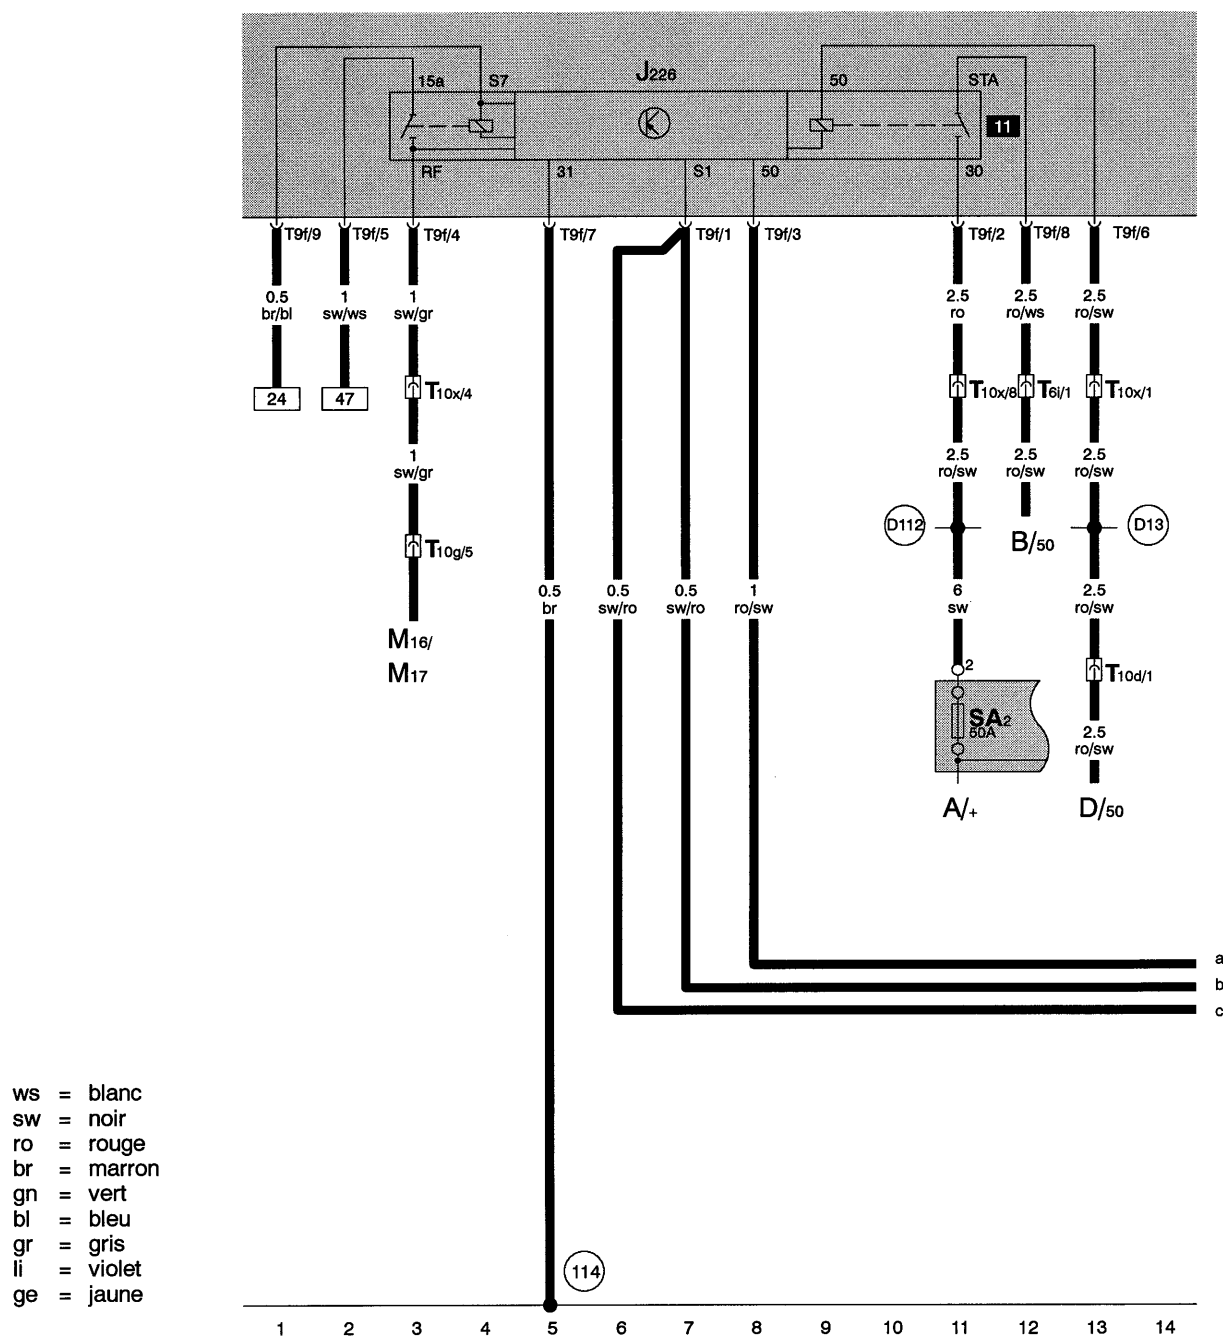 J226
15a S7 50 STA
11
RF 31 S1 50 30
T9f/9 T9f/5 T9f/4 T9f/7 T9f/1 T9f/3 T9f/2 T9f/8 T9f/6
0.5 1 1 2.5 2.5 2.5
br/bl sw/ws sw/gr ro ro/ws ro/sw
24 47 T10x/4 T10x/8 T6i/1 T10x/1
1 2.5 2.5 2.5
sw/gr ro/sw ro/sw ro/sw
D112 D13
T10g/5 B/50
0.5 0.5 0.5 1 6 2.5
br sw/ro sw/ro ro/sw sw ro/sw
M16/
M17
2
T10d/1
SA2
50A
2.5
ro/sw
A/+ D/50
a
b
c
ws = blanc
sw = noir
ro = rouge
br = marron
gn = vert
bl = bleu
gr = gris
li = violet
ge = jaune
114
1 2 3 4 5 6 7 8 9 10 11 12 13 14